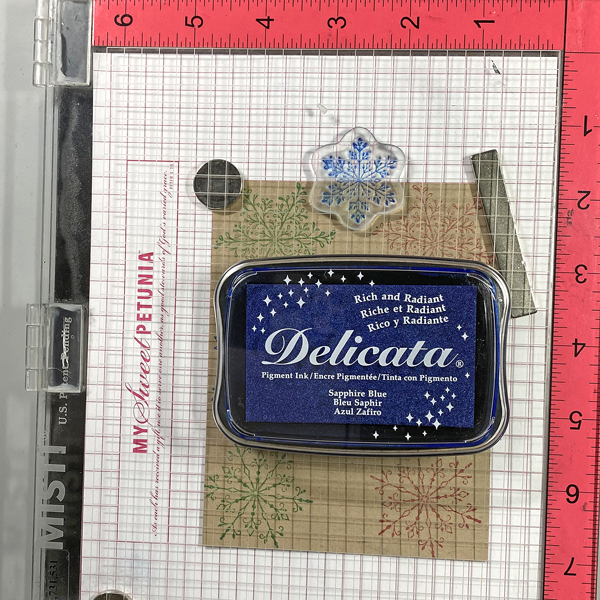 6 5 4 3 2 1
1
2
3
4
5
6
7
MY Sweet PETUNIA
U.S. Patent Pending
MISTI
Rich and Radiant
Riche et Radiant
Rico y Radiante
Delicata®
Pigment Ink/Encre Pigmentée/Tinta con Pigmento
Sapphire Blue
Bleu Saphir
Azul Zafiro